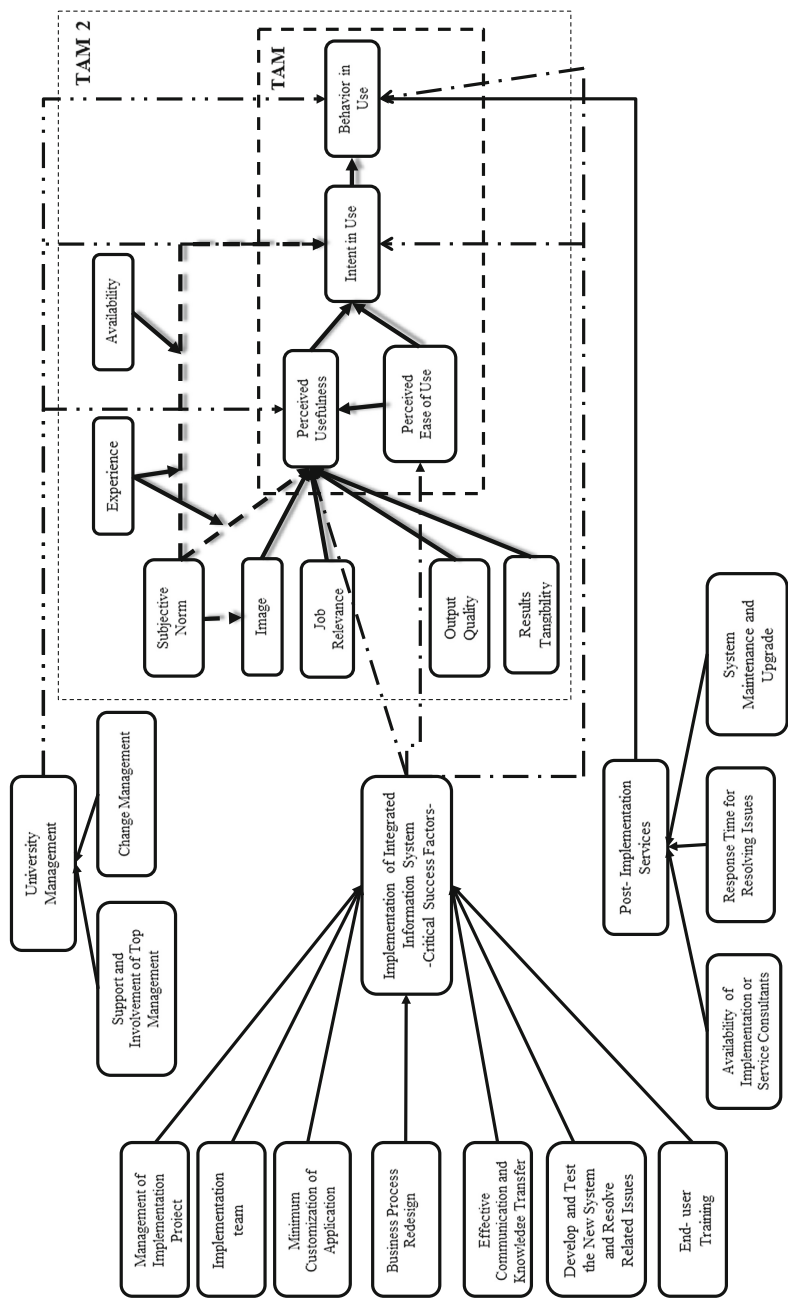 University
Management
Support and
Involvement of Top
Management
Change Management
TAM 2
Management of
Implementation
Project
Implementation
team
Minimum
Customization of
Application
Business Process
Redesign
Effective
Communication and
Knowledge Transfer
Develop and Test
the New System
and Resolve
Related Issues
End- user
Training
Implementation of Integrated
Information System
-Critical Success Factors-
Experience
Availability
Subjective
Norm
Image
Job
Relevance
Output
Quality
Results
Tangibility
TAM
Perceived
Usefulness
Perceived
Ease of Use
Intent in Use
Behavior in
Use
Post- Implementation
Services
Availability of
Implementation or
Service Consultants
Response Time for
Resolving Issues
System
Maintenance and
Upgrade